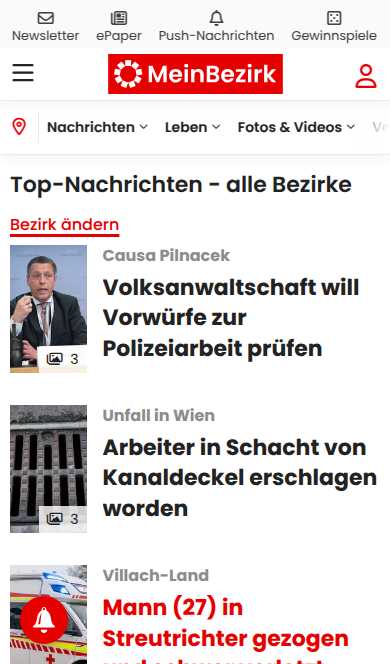 Newsletter ePaper Push-Nachrichten Gewinnspiele
MeinBezirk
Nachrichten Leben Fotos & Videos
Top-Nachrichten - alle Bezirke
Bezirk ändern
Causa Pilnacek
Volksanwaltschaft will
Vorwürfe zur
Polizeiarbeit prüfen
3
Unfall in Wien
Arbeiter in Schacht von
Kanaldeckel erschlagen
worden
3
Villach-Land
Mann (27) in
Streutrichter gezogen